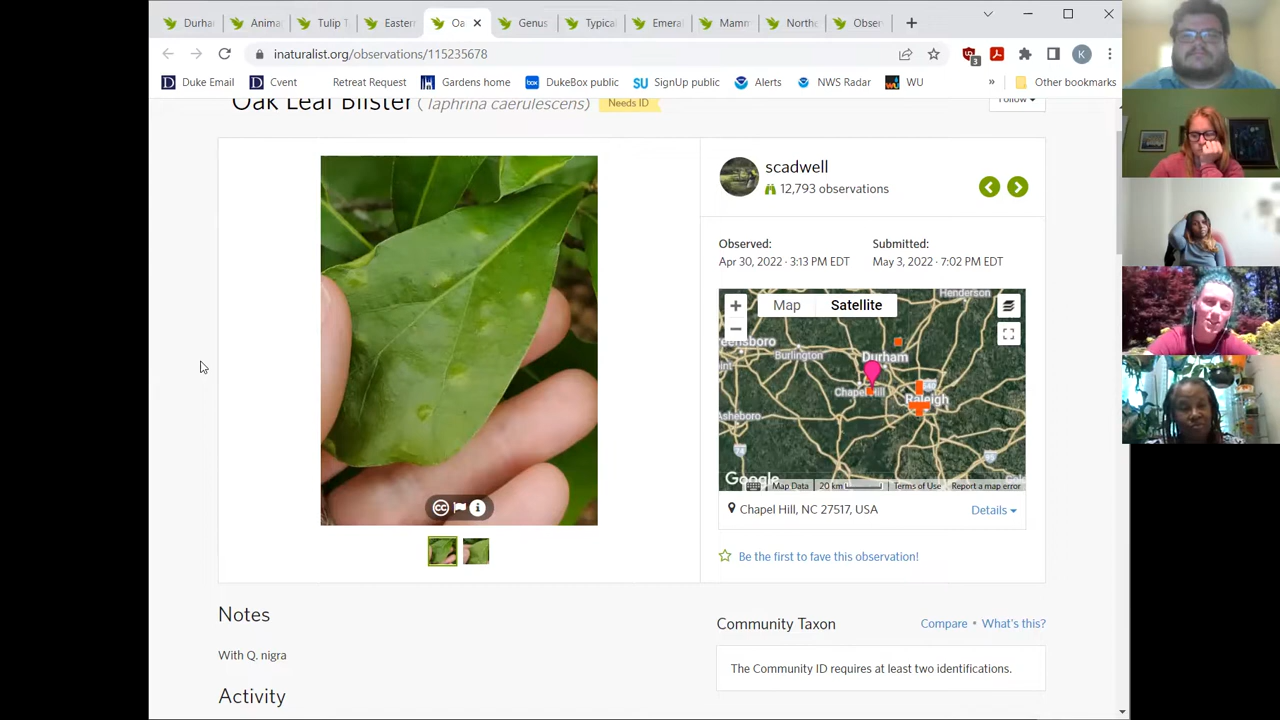 Durha
Anima
Tulip T
Easter
Oa
Genus
Typica
Emera
Mamm
Northe
Obser
inaturalist.org/observations/115235678
3
K
Duke Email
Cvent
Retreat Request
Gardens home
DukeBox public
SignUp public
Alerts
NWS Radar
WU
»
Other bookmarks
Oak Leaf Blister (Taphrina caerulescens)
Needs ID
Follow
scadwell
12,793 observations
Observed:
Apr 30, 2022 · 3:13 PM EDT
Submitted:
May 3, 2022 · 7:02 PM EDT
Map
Satellite
Henderson
eensboro
Burlington
Durham
Chapel Hill
Raleigh
Asheboro
Google
Map Data
20 km
Terms of Use
Report a map error
Chapel Hill, NC 27517, USA
Details
Be the first to fave this observation!
Notes
With Q. nigra
Activity
Community Taxon
Compare • What's this?
The Community ID requires at least two identifications.